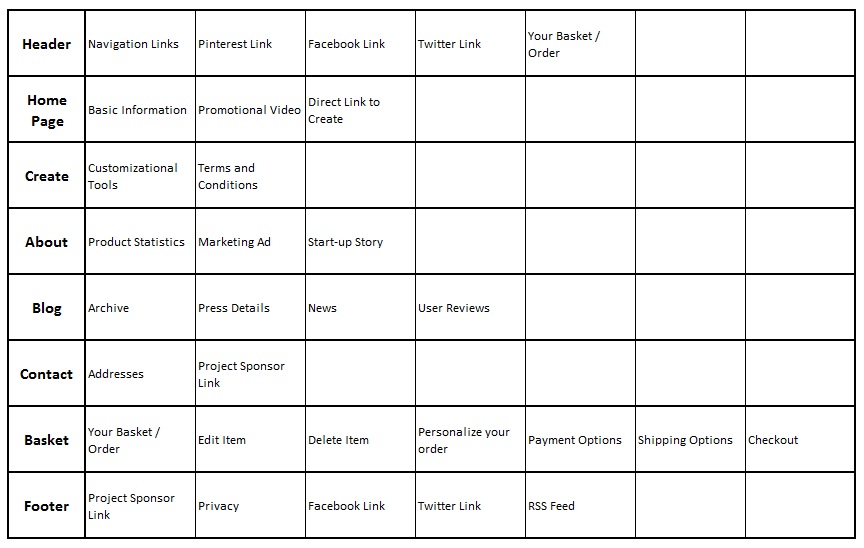 Header
Navigation Links
Pinterest Link
Facebook Link
Twitter Link
Your Basket /
Order
Home
Page
Basic Information
Promotional Video
Direct Link to
Create
Create
Customizational
Tools
Terms and
Conditions
About
Product Statistics
Marketing Ad
Start-up Story
Blog
Archive
Press Details
News
User Reviews
Contact
Addresses
Project Sponsor
Link
Basket
Your Basket /
Order
Edit Item
Delete Item
Personalize your
order
Payment Options
Shipping Options
Checkout
Footer
Project Sponsor
Link
Privacy
Facebook Link
Twitter Link
RSS Feed